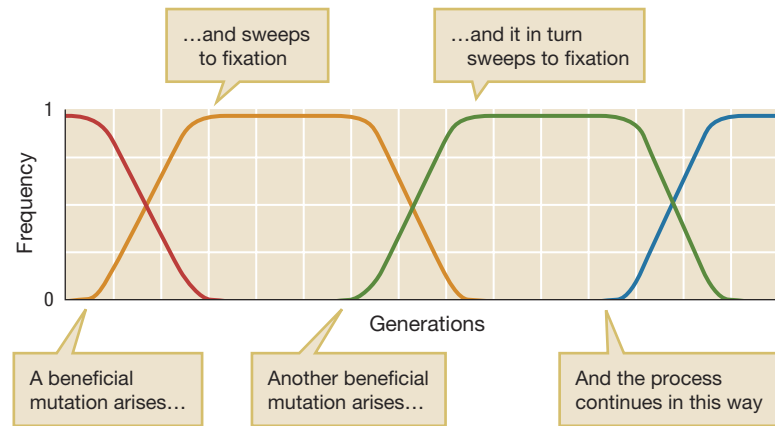 …and sweeps
to fixation
…and it in turn
sweeps to fixation
1
Frequency
0
Generations
A beneficial
mutation arises…
Another beneficial
mutation arises…
And the process
continues in this way